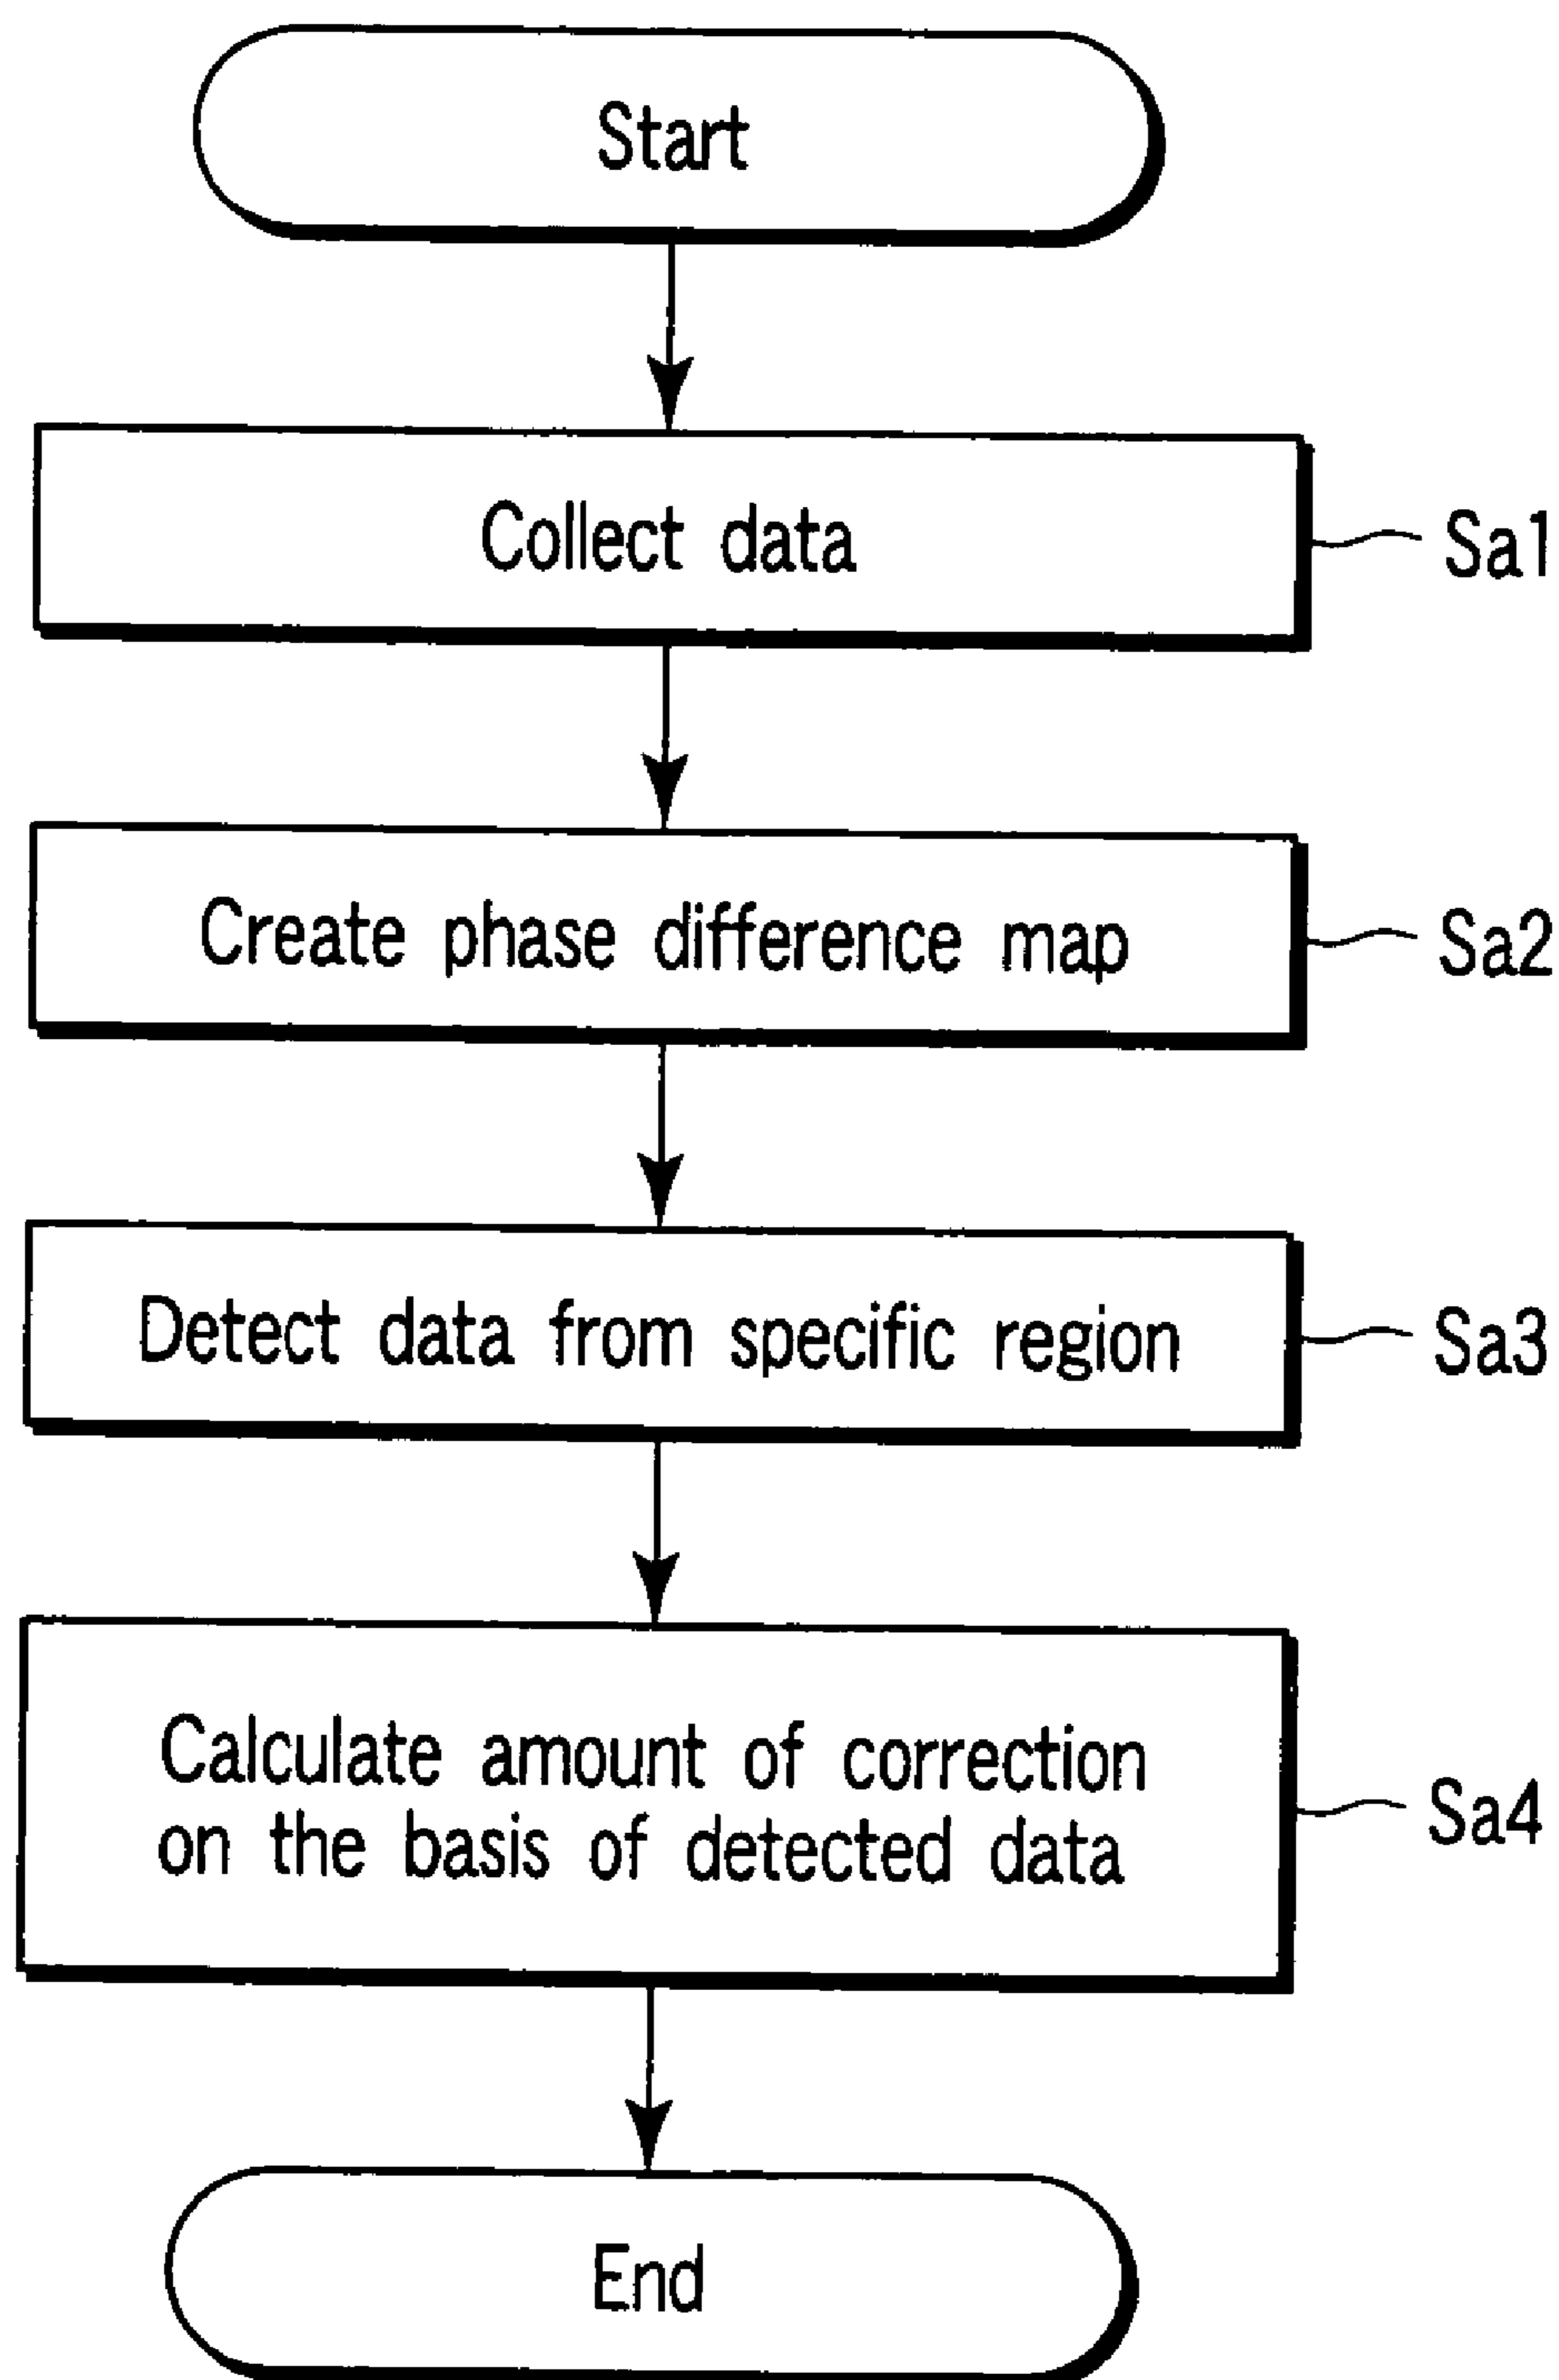 Start
Collect data
Sa1
Create phase difference map
Sa2
Detect data from specific region
Sa3
Calculate amount of correction
on the basis of detected data
Sa4
End